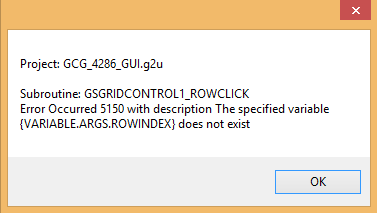 Project: GCG_4286_GUI.g2u
Subroutine: GSGRIDCONTROL1_ROWCLICK
Error Occurred 5150 with description The specified variable
{VARIABLE.ARGS.ROWINDEX} does not exist
OK